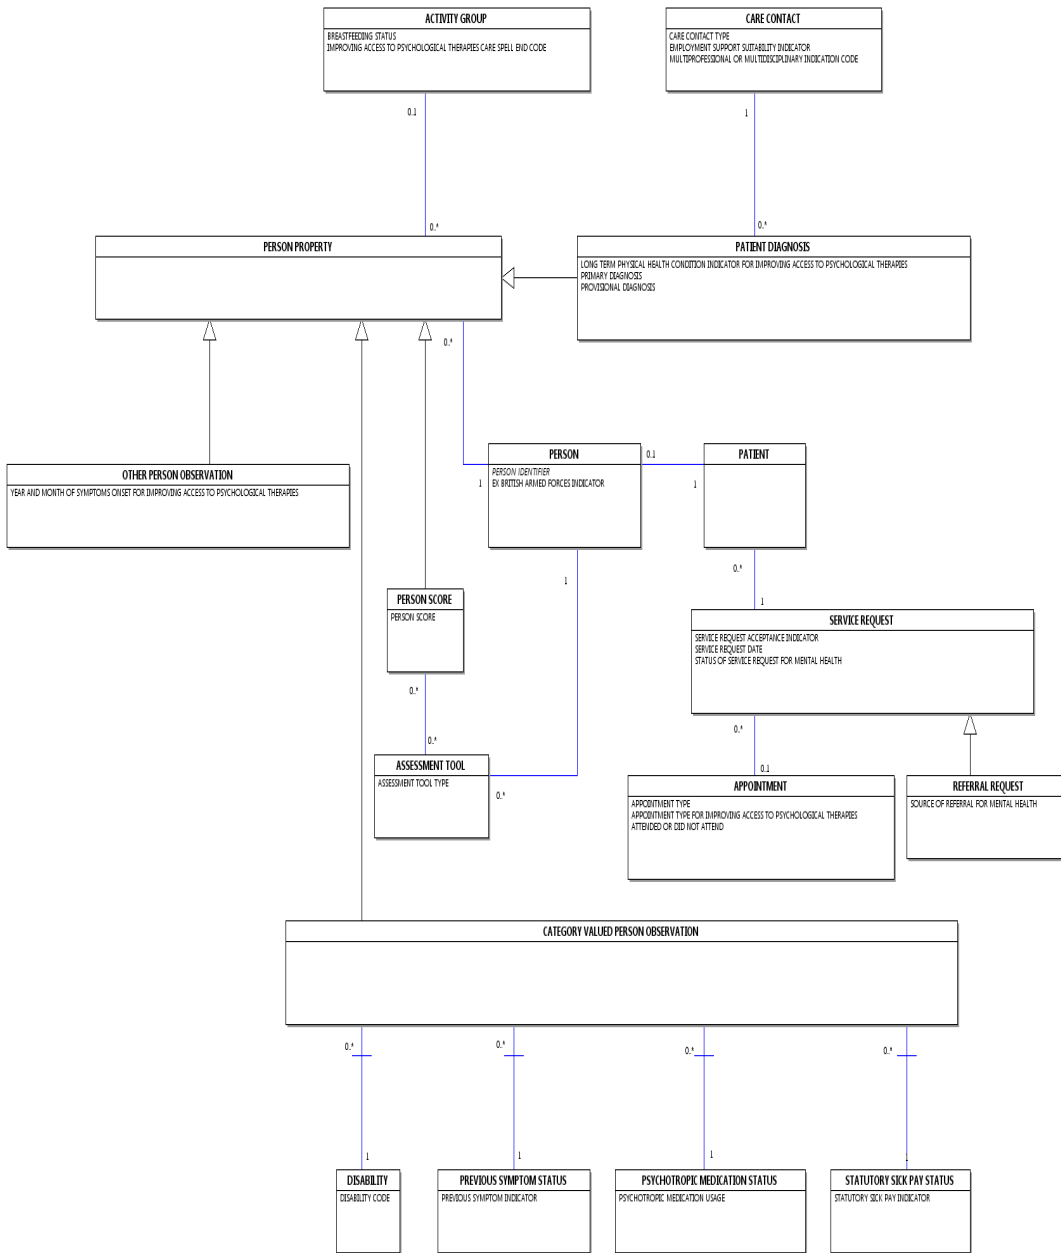 ACTIVITY GROUP
BREASTFEEDING STATUS
IMPROVING ACCESS TO PSYCHOLOGICAL THERAPIES CARE SPELL END CODE
CARE CONTACT
CARE CONTACT TYPE
EMPLOYMENT SUPPORT SUITABILITY INDICATOR
MULTIPROFESSIONAL OR MULTIDISCIPLINARY INDICATION CODE
0..1
1
0..*
0..*
PERSON PROPERTY
PATIENT DIAGNOSIS
LONG TERM PHYSICAL HEALTH CONDITION INDICATOR FOR IMPROVING ACCESS TO PSYCHOLOGICAL THERAPIES
PRIMARY DIAGNOSIS
PROVISIONAL DIAGNOSIS
0..*
OTHER PERSON OBSERVATION
YEAR AND MONTH OF SYMPTOMS ONSET FOR IMPROVING ACCESS TO PSYCHOLOGICAL THERAPIES
PERSON
PERSON IDENTIFIER
EX BRITISH ARMED FORCES INDICATOR
0..1
PATIENT
1
1
1
0..*
1
PERSON SCORE
PERSON SCORE
SERVICE REQUEST
SERVICE REQUEST ACCEPTANCE INDICATOR
SERVICE REQUEST DATE
STATUS OF SERVICE REQUEST FOR MENTAL HEALTH
0..*
0..*
0..*
0..1
ASSESSMENT TOOL
ASSESSMENT TOOL TYPE
0..*
APPOINTMENT
APPOINTMENT TYPE
APPOINTMENT TYPE FOR IMPROVING ACCESS TO PSYCHOLOGICAL THERAPIES
ATTENDED OR DID NOT ATTEND
REFERRAL REQUEST
SOURCE OF REFERRAL FOR MENTAL HEALTH
CATEGORY VALUED PERSON OBSERVATION
0..*
0..*
0..*
0..*
1
1
1
1
DISABILITY
DISABILITY CODE
PREVIOUS SYMPTOM STATUS
PREVIOUS SYMPTOM INDICATOR
PSYCHOTROPIC MEDICATION STATUS
PSYCHOTROPIC MEDICATION USAGE
STATUTORY SICK PAY STATUS
STATUTORY SICK PAY INDICATOR